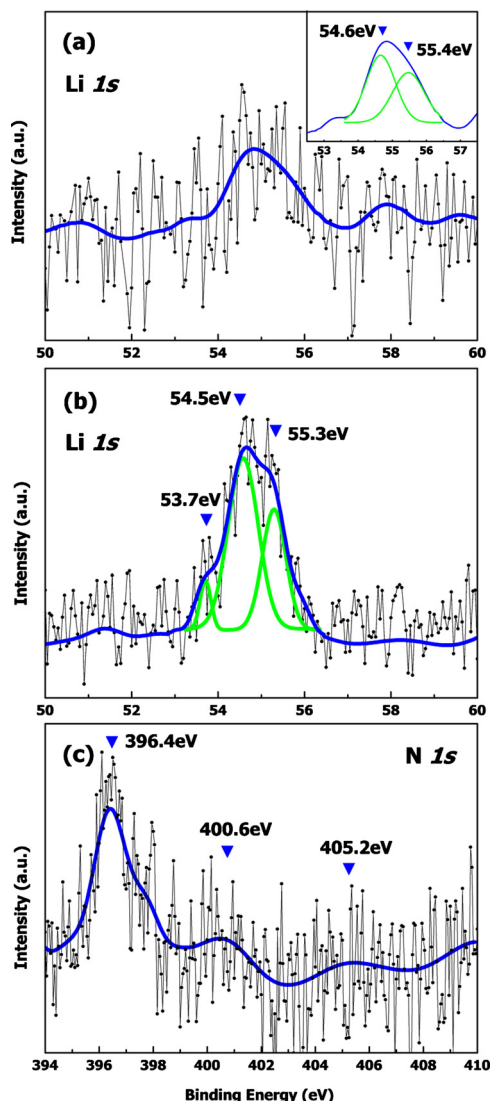 (a)
Li 1s
54.6eV
55.4eV
53 54 55 56 57
Intensity (a.u.)
50 52 54 56 58 60
(b)
Li 1s
54.5eV
55.3eV
53.7eV
Intensity (a.u.)
50 52 54 56 58 60
(c)
396.4eV
N 1s
400.6eV
405.2eV
Intensity (a.u.)
394 396 398 400 402 404 406 408 410
Binding Energy (eV)